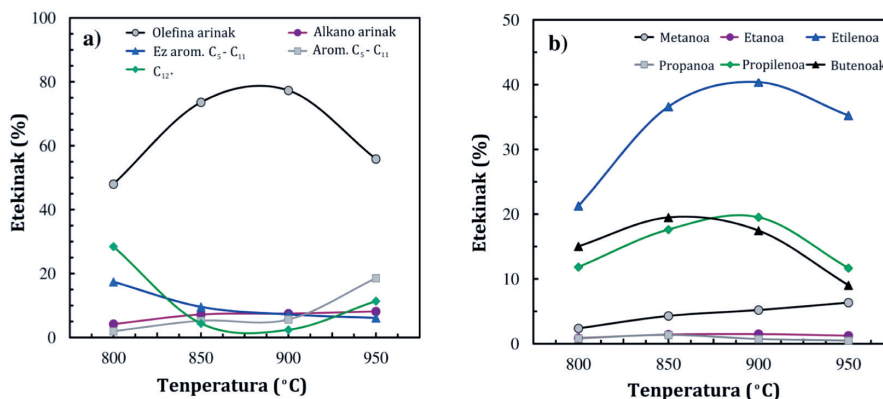 a)
Olefina arinak
Alkano arinak
Ez arom. C₅ - C₁₁
Arom. C₅ - C₁₁
C₁₂⁺
Etekinak (%)
100
80
60
40
20
0
800
850
900
950
Tenperatura (°C)
b)
Metanoa
Etanoa
Etilenoa
Propanoa
Propilenoa
Butenoak
Etekinak (%)
50
40
30
20
10
0
800
850
900
950
Tenperatura (°C)